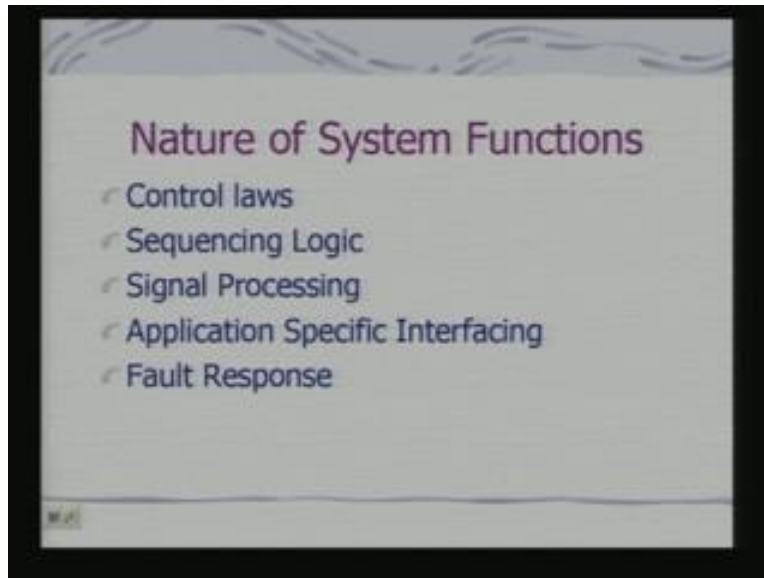 Nature of System Functions
Control laws
Sequencing Logic
Signal Processing
Application Specific Interfacing
Fault Response